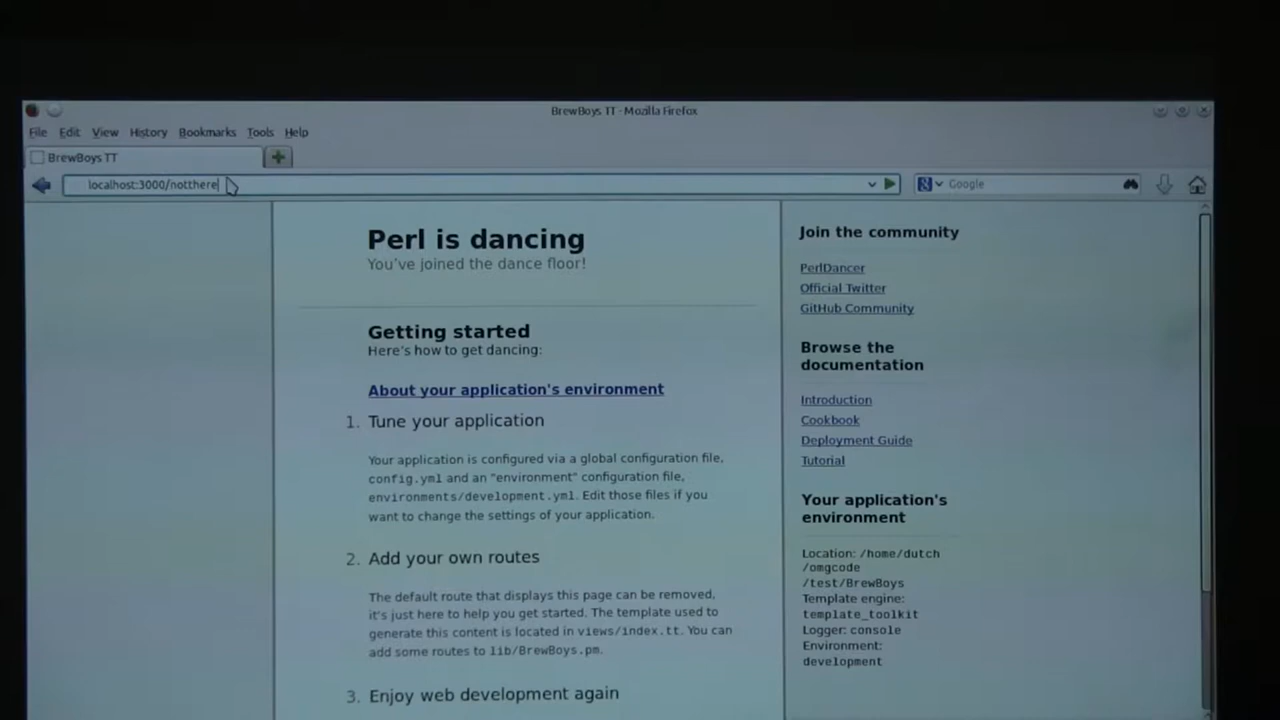 BrewBoys TT - Mozilla Firefox
File Edit View History Bookmarks Tools Help
BrewBoys TT
localhost:3000/notthere
Google
Perl is dancing
You've joined the dance floor!
Getting started
Here's how to get dancing:
About your application's environment
1. Tune your application
Your application is configured via a global configuration file,
config.yml and an "environment" configuration file,
environments/development.yml. Edit those files if you
want to change the settings of your application.
2. Add your own routes
The default route that displays this page can be removed,
it's just here to help you get started. The template used to
generate this content is located in views/index.tt. You can
add some routes to lib/BrewBoys.pm.
3. Enjoy web development again
Join the community
PerlDancer
Official Twitter
GitHub Community
Browse the
documentation
Introduction
Cookbook
Deployment Guide
Tutorial
Your application's
environment
Location: /home/dutch
/omgcode
/test/BrewBoys
Template engine:
template_toolkit
Logger: console
Environment:
development